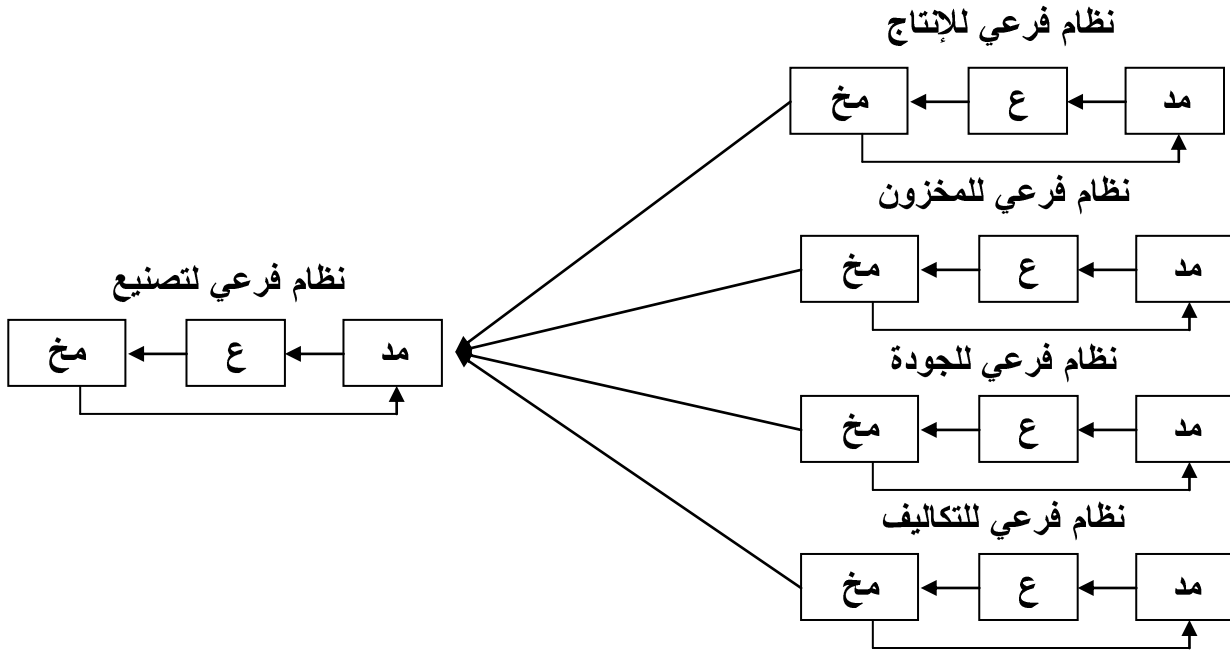 نظام فرعي للإنتاج
مد ع مخ
نظام فرعي للمخزون
مد ع مخ
نظام فرعي للجودة
مد ع مخ
نظام فرعي للتكاليف
مد ع مخ
نظام فرعي لتصنيع
مد ع مخ